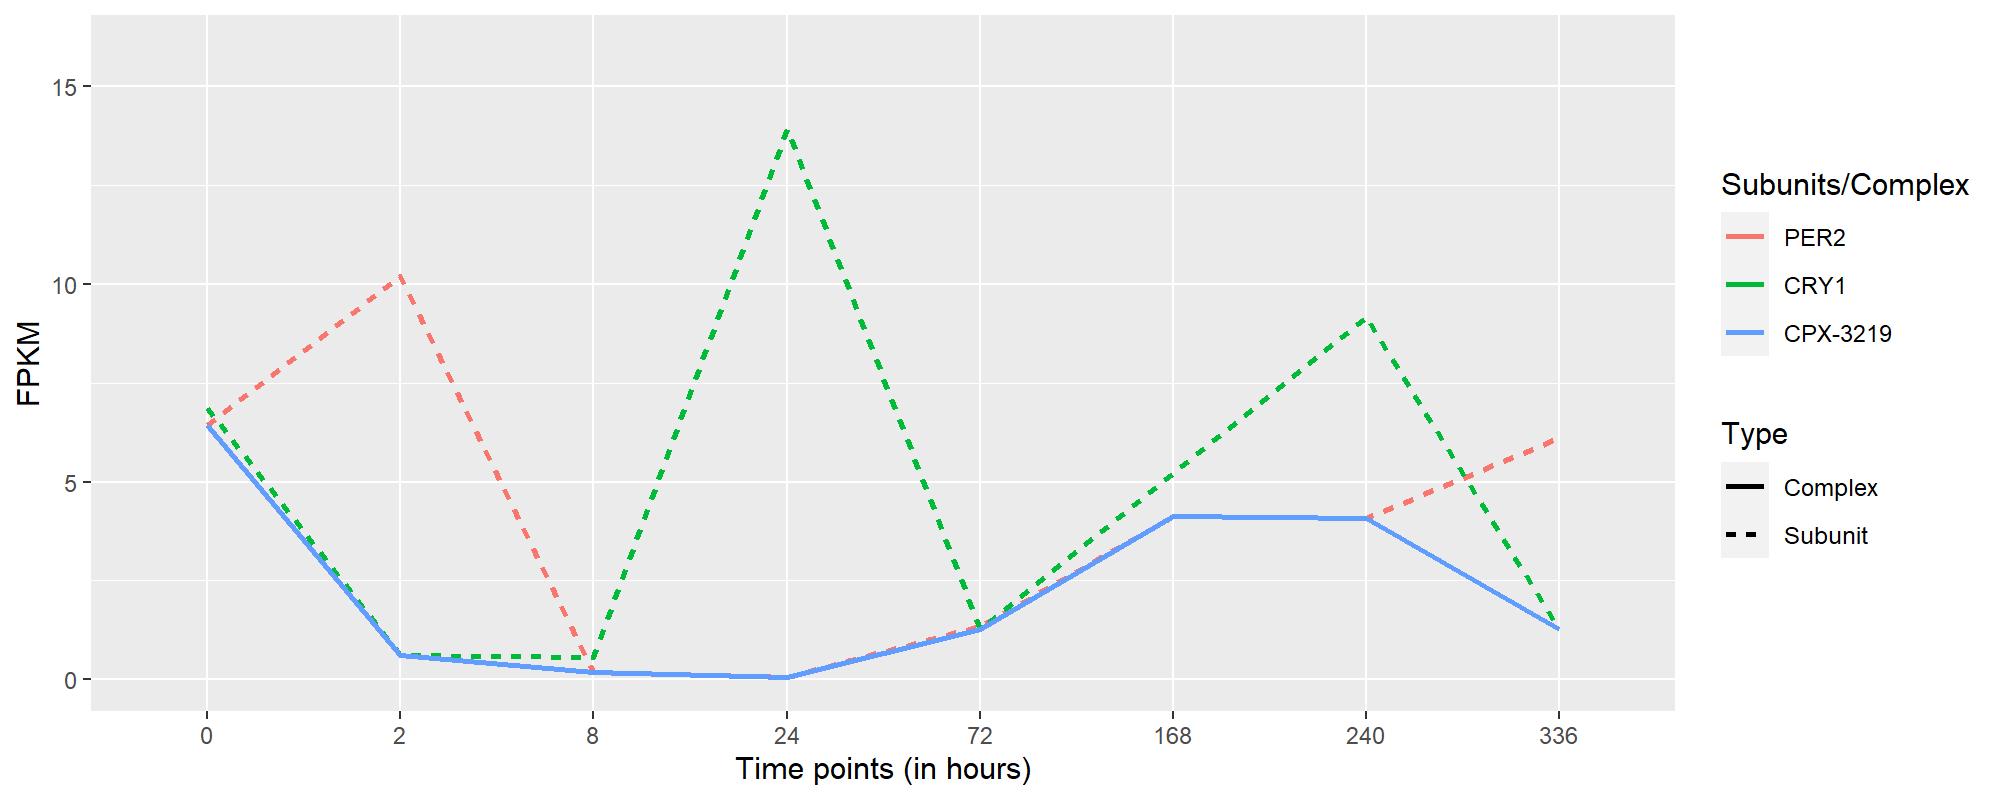 15
10
5
0
FPKM
0 2 8 24 72 168 240 336
Time points (in hours)
Subunits/Complex
PER2
CRY1
CPX-3219
Type
Complex
Subunit